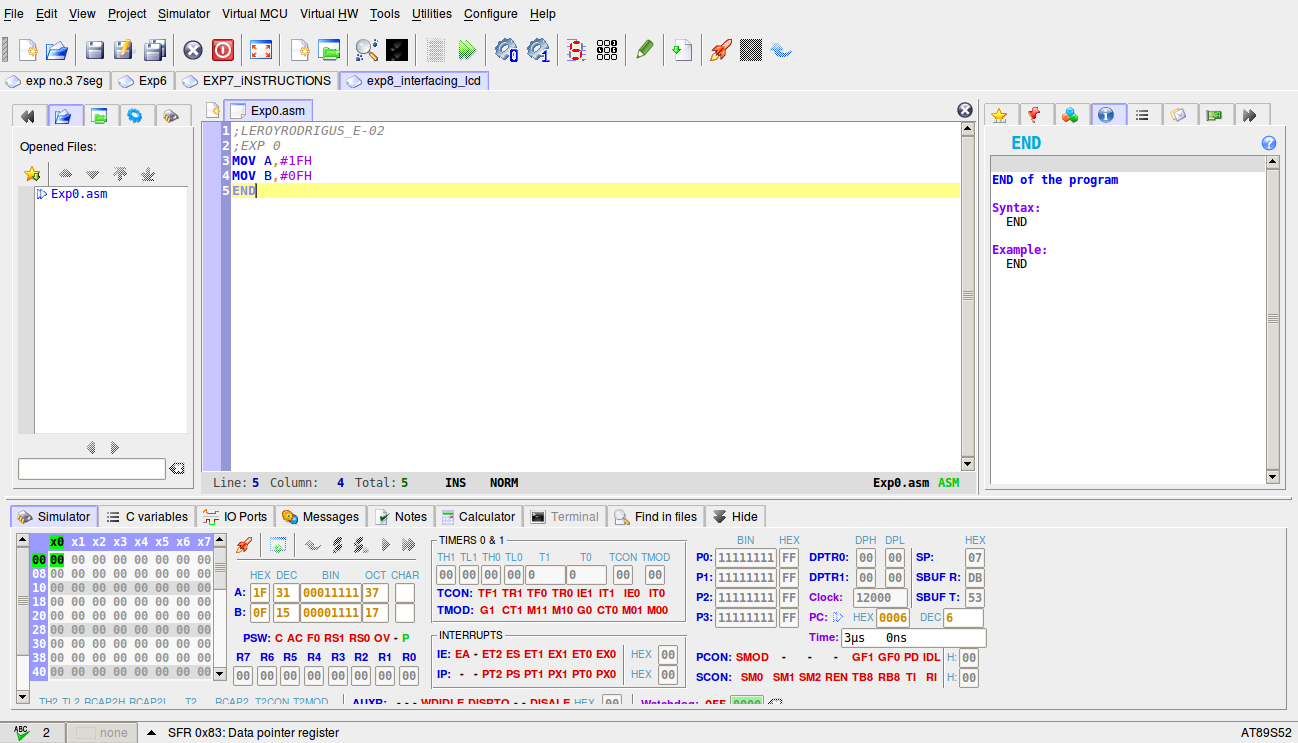 File Edit View Project Simulator Virtual MCU Virtual HW Tools Utilities Configure Help
exp no.3 7seg Exp6 EXP7_iNSTRUCTIONS exp8_interfacing_lcd
Exp0.asm
Opened Files:
Exp0.asm
1 ;LEROYRODRIGUS_E-02
2 ;EXP 0
3 MOV A,#1FH
4 MOV B,#0FH
5 END
Line: 5 Column: 4 Total: 5 INS NORM Exp0.asm ASM
END
END of the program
Syntax:
END
Example:
END
Simulator C variables IO Ports Messages Notes Calculator Terminal Find in files Hide
x0 x1 x2 x3 x4 x5 x6 x7
00 00 00 00 00 00 00 00 00
08 00 00 00 00 00 00 00 00
10 00 00 00 00 00 00 00 00
18 00 00 00 00 00 00 00 00
20 00 00 00 00 00 00 00 00
28 00 00 00 00 00 00 00 00
30 00 00 00 00 00 00 00 00
38 00 00 00 00 00 00 00 00
40 00 00 00 00 00 00 00 00
HEX DEC BIN OCT CHAR
A: 1F 31 00011111 37
B: 0F 15 00001111 17
PSW: C AC F0 RS1 RS0 OV - P
R7 R6 R5 R4 R3 R2 R1 R0
00 00 00 00 00 00 00 00
TIMERS 0 & 1
TH1 TL1 TH0 TL0 T1 T0 TCON TMOD
00 00 00 00 0 0 00 00
TCON: TF1 TR1 TF0 TR0 IE1 IT1 IE0 IT0
TMOD: G1 CT1 M11 M10 G0 CT0 M01 M00
INTERRUPTS
IE: EA - ET2 ES ET1 EX1 ET0 EX0 HEX 00
IP: - - PT2 PS PT1 PX1 PT0 PX0 HEX 00
BIN HEX
P0: 11111111 FF
P1: 11111111 FF
P2: 11111111 FF
P3: 11111111 FF
DPH DPL HEX
DPTR0: 00 00 SP: 07
DPTR1: 00 00 SBUF R: DB
Clock: 12000 SBUF T: 53
PC: HEX 0006 DEC 6
Time: 3µs 0ns
PCON: SMOD - - - GF1 GF0 PD IDL H: 00
SCON: SM0 SM1 SM2 REN TB8 RB8 TI RI H: 00
TH2 TL2 RCAP2H RCAP2L T2 RCAP2 T2CON T2MOD AUXR: - - - WDIDLE DISRTO - - DISALE HEX 00 Watchdog: OFF 0000
ABC 2 none SFR 0x83: Data pointer register AT89S52